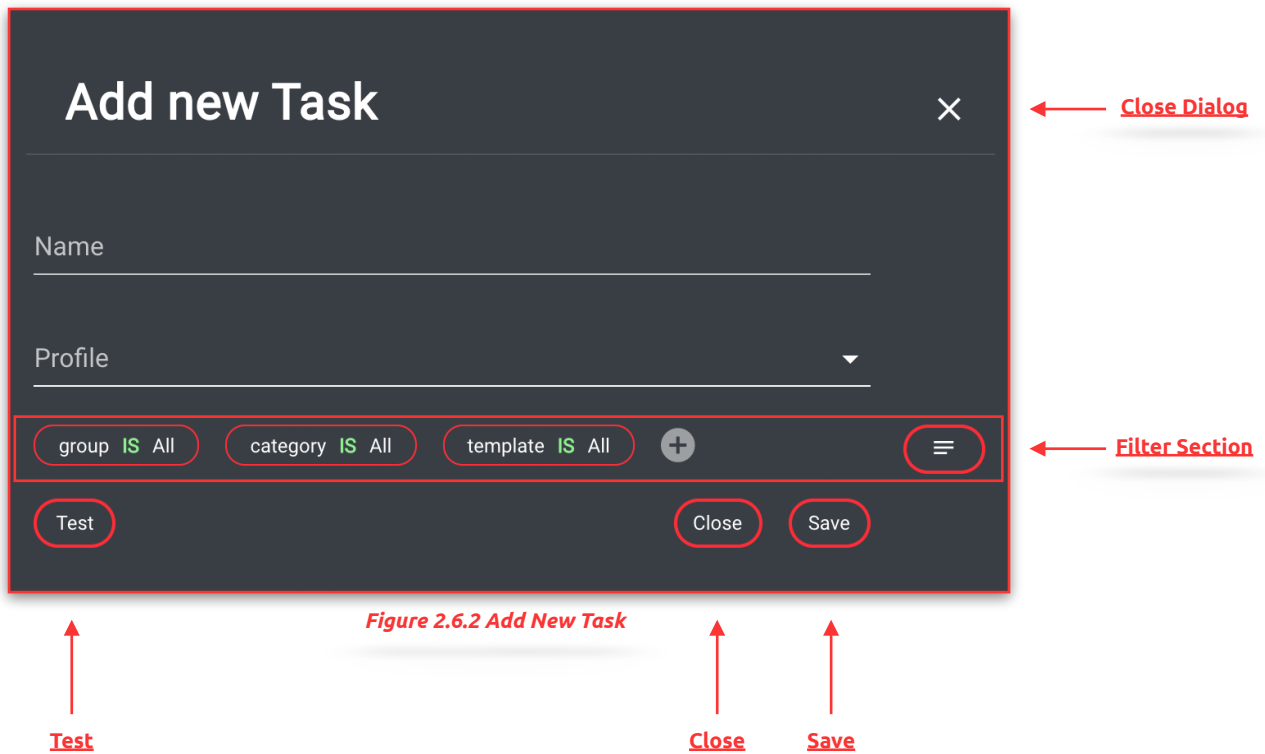 Add new Task
Close Dialog
Name
Profile
group IS All category IS All template IS All
Filter Section
Test Close Save
Figure 2.6.2 Add New Task
Test Close Save